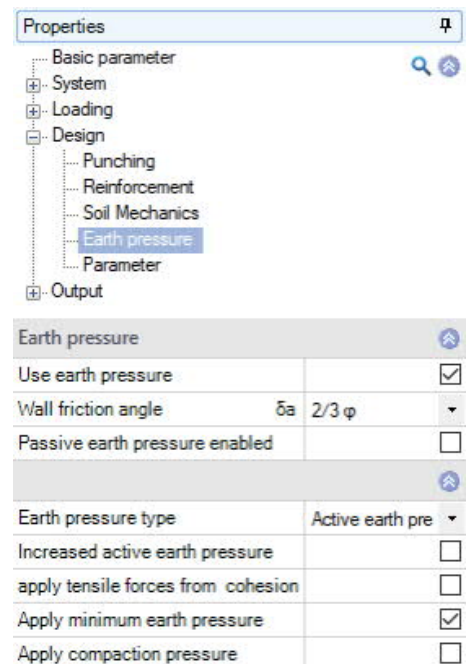 Properties
Basic parameter
System
Loading
Design
Punching
Reinforcement
Soil Mechanics
Earth pressure
Parameter
Output
Earth pressure
Use earth pressure
Wall friction angle δa 2/3 φ
Passive earth pressure enabled
Earth pressure type Active earth pre
Increased active earth pressure
apply tensile forces from cohesion
Apply minimum earth pressure
Apply compaction pressure